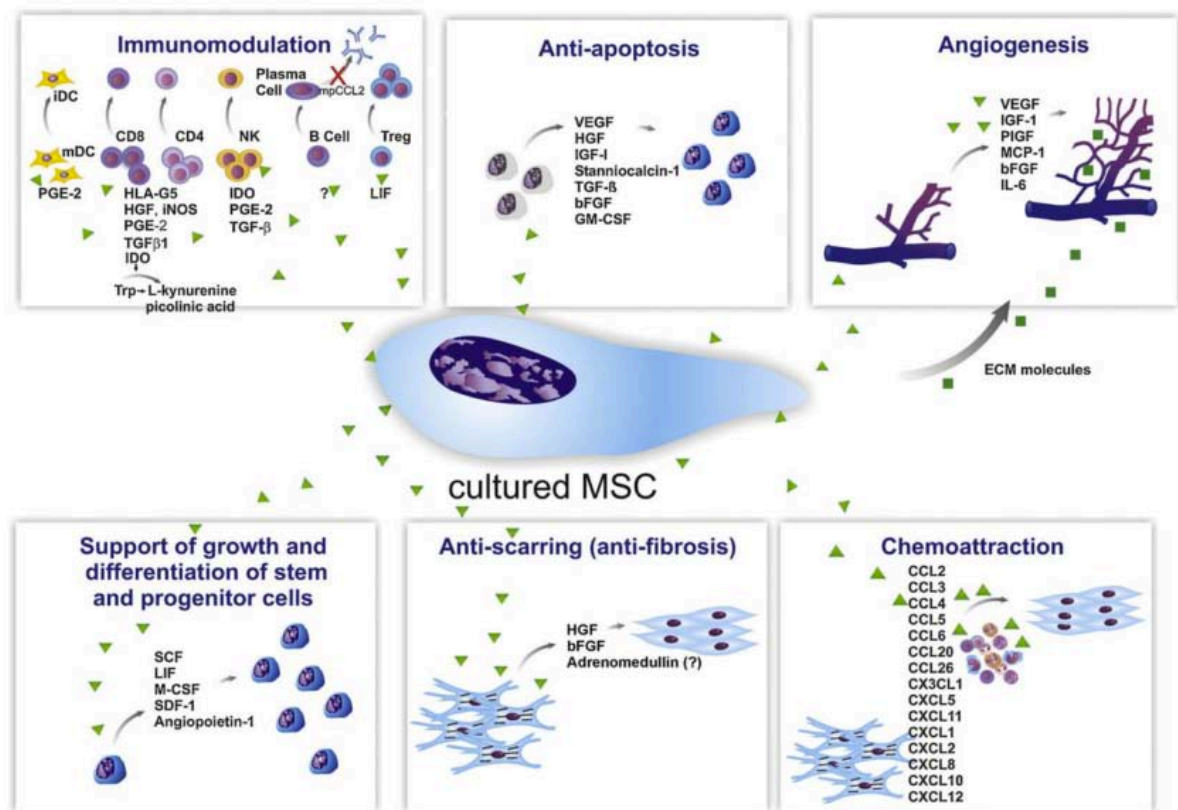 Immunomodulation
iDC
Plasma
Cell
mpCCL2
mDC
CD8
CD4
NK
B Cell
Treg
PGE-2
HLA-G5
HGF, iNOS
PGE-2
TGFβ1
IDO
IDO
PGE-2
TGF-β
?
LIF
Trp
L-kynurenine
picolinic acid
Anti-apoptosis
VEGF
HGF
IGF-I
Stanniocalcin-1
TGF-ß
bFGF
GM-CSF
Angiogenesis
VEGF
IGF-1
PIGF
MCP-1
bFGF
IL-6
ECM molecules
cultured MSC
Support of growth and
differentiation of stem
and progenitor cells
SCF
LIF
M-CSF
SDF-1
Angiopoietin-1
Anti-scarring (anti-fibrosis)
HGF
bFGF
Adrenomedullin (?)
Chemoattraction
CCL2
CCL3
CCL4
CCL5
CCL6
CCL20
CCL26
CX3CL1
CXCL5
CXCL11
CXCL1
CXCL2
CXCL8
CXCL10
CXCL12